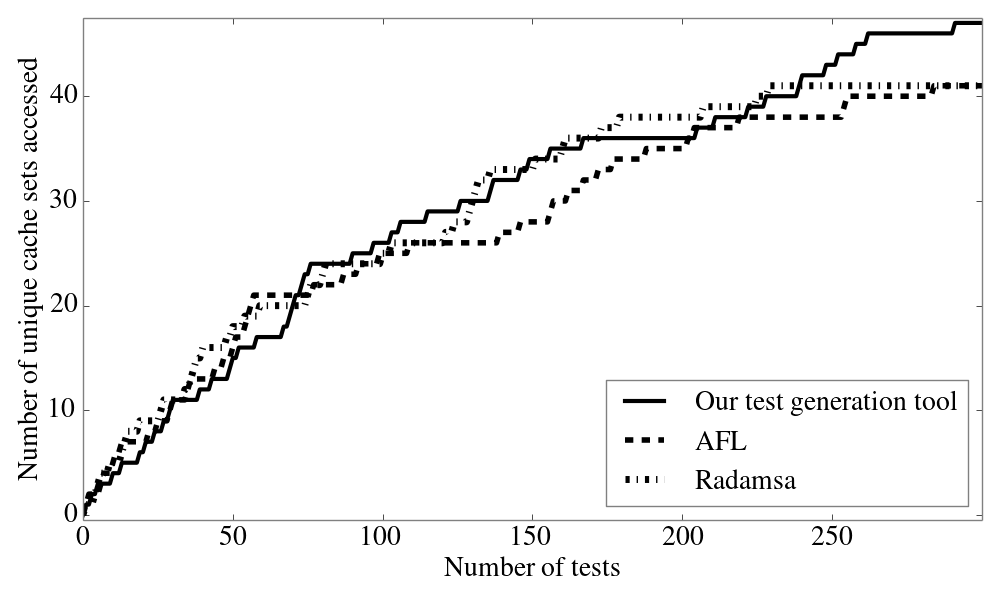 Number of unique cache sets accessed
40
30
20
10
0
0 50 100 150 200 250
Number of tests
Our test generation tool
AFL
Radamsa